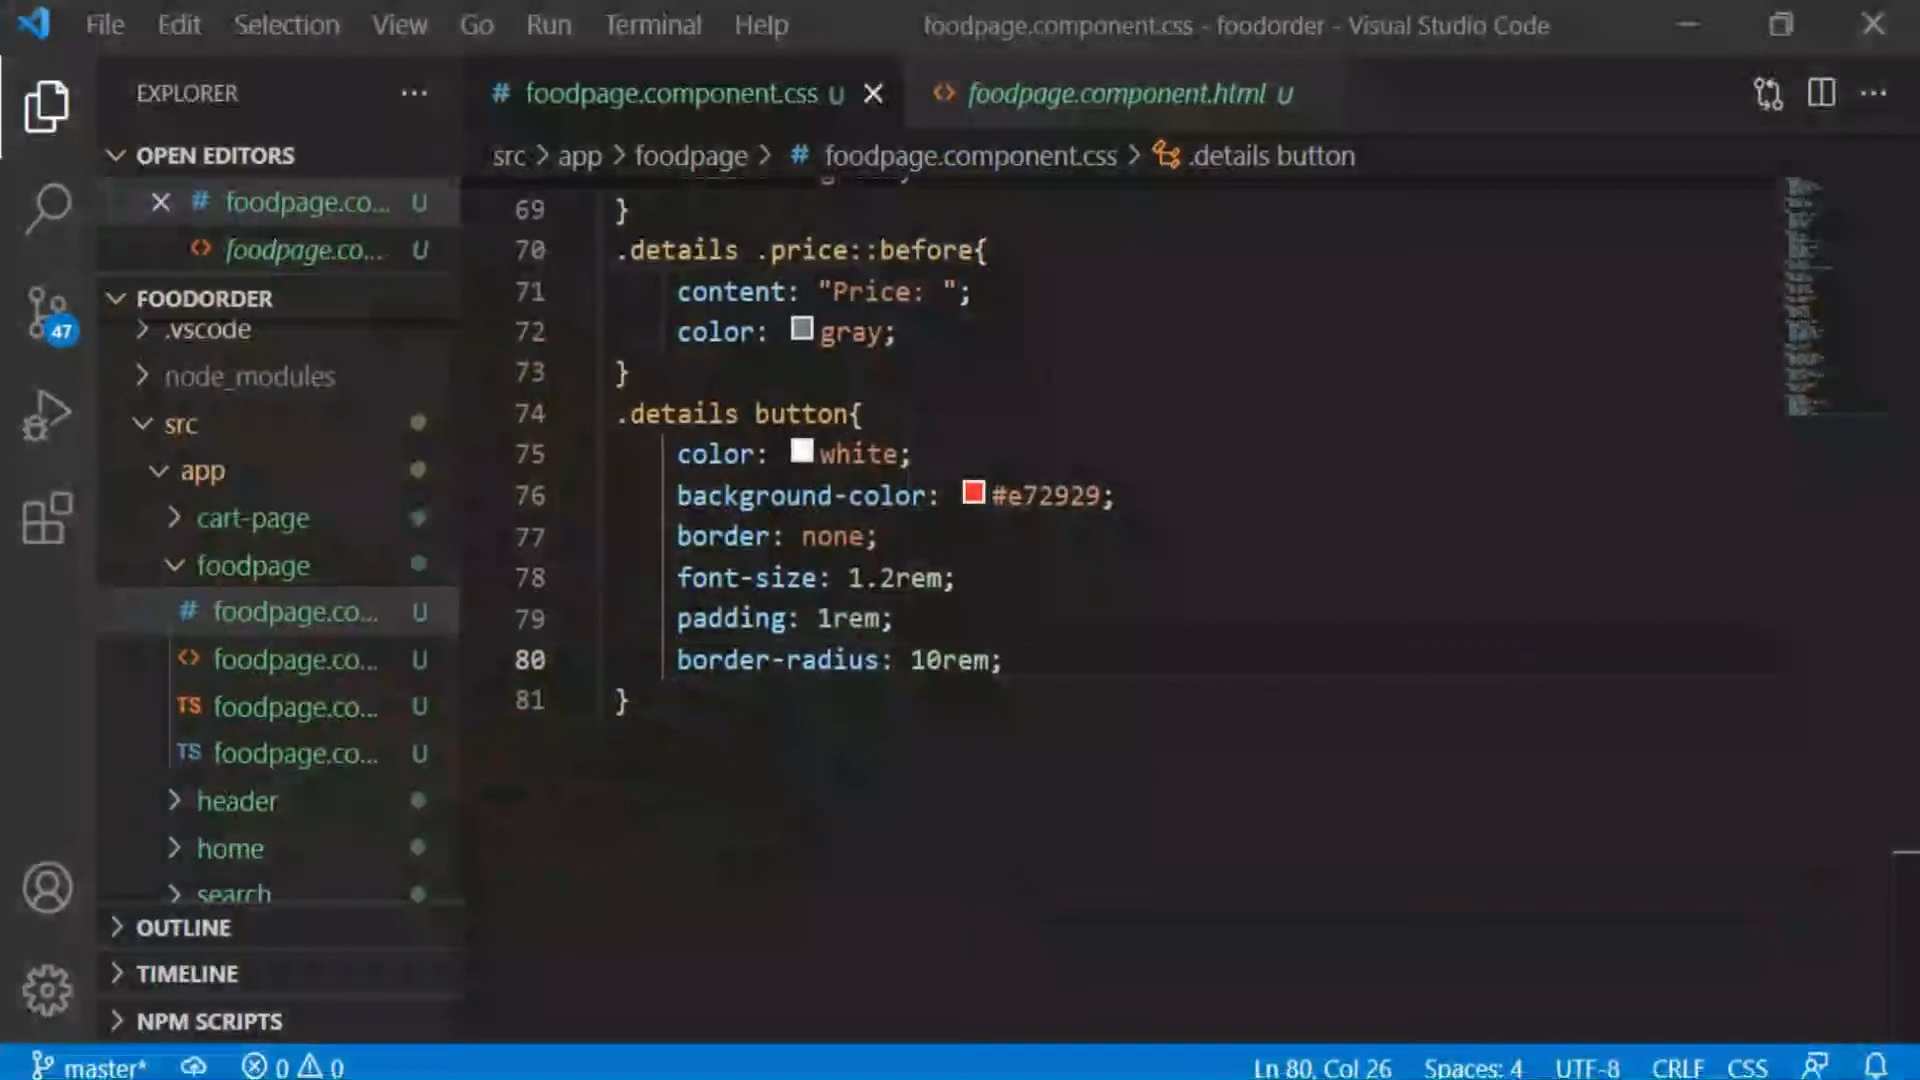 File Edit Selection View Go Run Terminal Help foodpage.component.css - foodorder - Visual Studio Code
EXPLORER
# foodpage.component.css U
<> foodpage.component.html U
OPEN EDITORS
src > app > foodpage > # foodpage.component.css > .details button
# foodpage.co... U
<> foodpage.co... U
FOODORDER
.vscode
node_modules
src
app
cart-page
foodpage
# foodpage.co... U
<> foodpage.co... U
TS foodpage.co... U
TS foodpage.co... U
header
home
search
OUTLINE
TIMELINE
NPM SCRIPTS
47
69 }
70 .details .price::before{
71 content: "Price: ";
72 color: gray;
73 }
74 .details button{
75 color: white;
76 background-color: #e72929;
77 border: none;
78 font-size: 1.2rem;
79 padding: 1rem;
80 border-radius: 10rem;
81 }
master* 0 0 Ln 80, Col 26 Spaces: 4 UTF-8 CRLF CSS